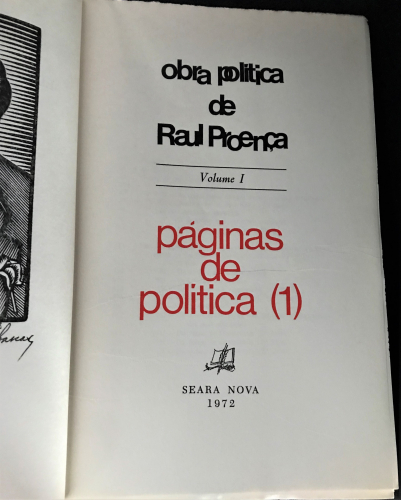 obra política
de
Raul Proença
Volume I
páginas
de
politica (1)
SEARA NOVA
1972